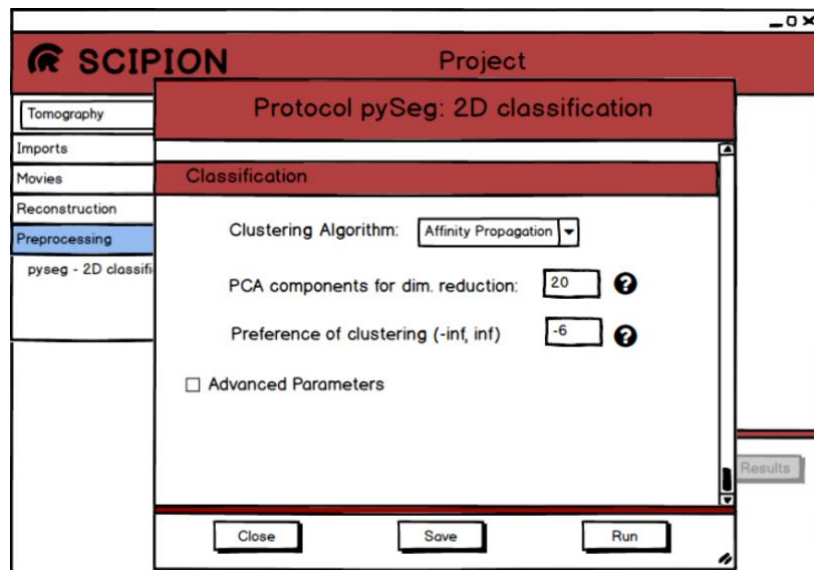 SCIPION
Project
Tomography
Imports
Movies
Reconstruction
Preprocessing
pyseg - 2D classifi
Protocol pySeg: 2D classification
Classification
Clustering Algorithm: Affinity Propagation
PCA components for dim. reduction: 20 ?
Preference of clustering (-inf, inf) -6 ?
Advanced Parameters
Results
Close Save Run